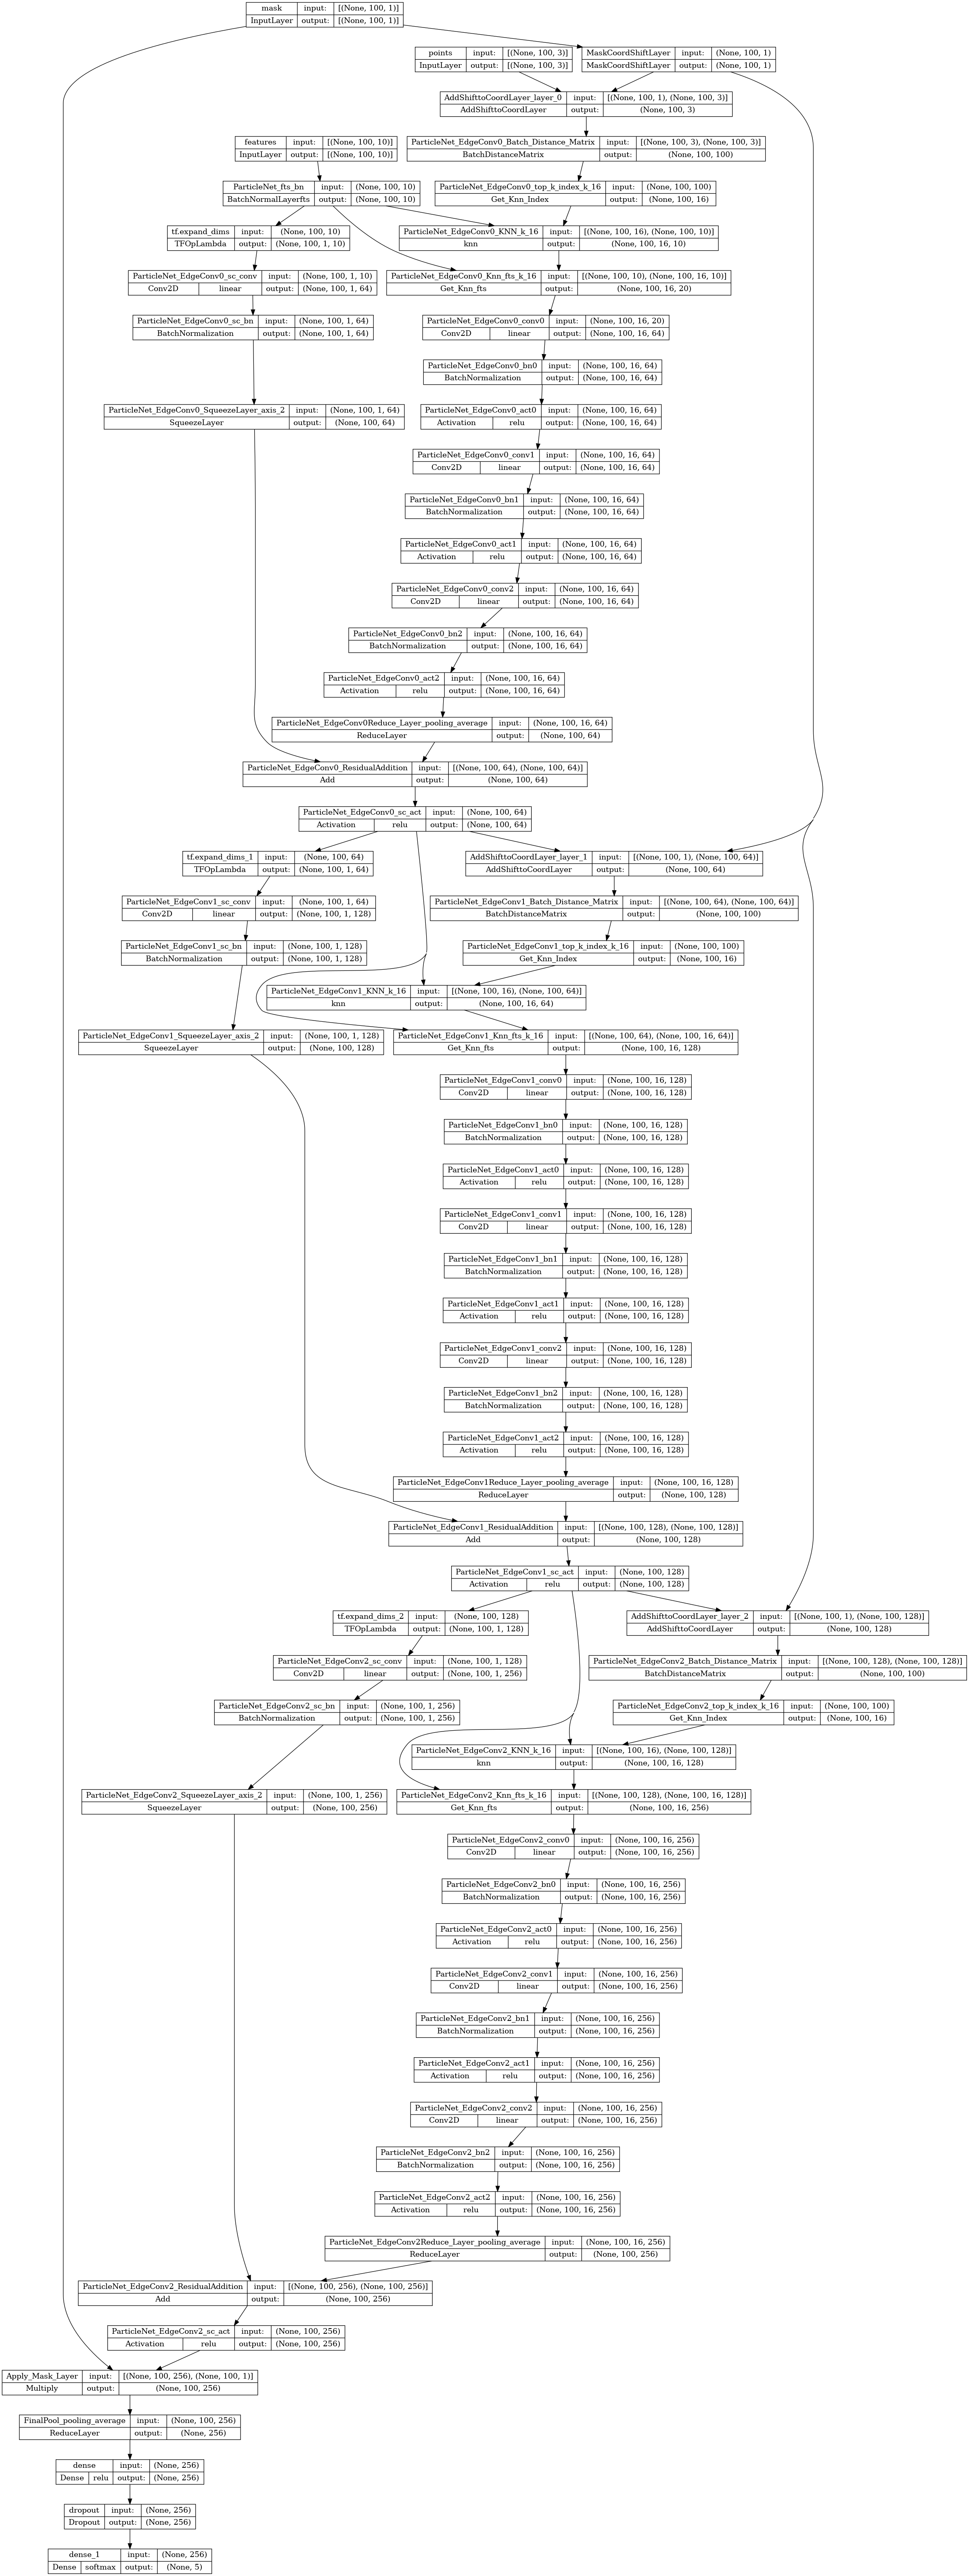 mask input: [(None, 100, 1)]
InputLayer output: [(None, 100, 1)]
points input: [(None, 100, 3)]
InputLayer output: [(None, 100, 3)]
MaskCoordShiftLayer input: (None, 100, 1)
MaskCoordShiftLayer output: (None, 100, 1)
AddShifttoCoordLayer_layer_0 input: [(None, 100, 1), (None, 100, 3)]
AddShifttoCoordLayer output: (None, 100, 3)
features input: [(None, 100, 10)]
InputLayer output: [(None, 100, 10)]
ParticleNet_EdgeConv0_Batch_Distance_Matrix input: [(None, 100, 3), (None, 100, 3)]
BatchDistanceMatrix output: (None, 100, 100)
ParticleNet_fts_bn input: (None, 100, 10)
BatchNormalLayerfts output: (None, 100, 10)
ParticleNet_EdgeConv0_top_k_index_k_16 input: (None, 100, 100)
Get_Knn_Index output: (None, 100, 16)
tf.expand_dims input: (None, 100, 10)
TFOpLambda output: (None, 100, 1, 10)
ParticleNet_EdgeConv0_KNN_k_16 input: [(None, 100, 16), (None, 100, 10)]
knn output: (None, 100, 16, 10)
ParticleNet_EdgeConv0_sc_conv input: (None, 100, 1, 10)
Conv2D linear output: (None, 100, 1, 64)
ParticleNet_EdgeConv0_Knn_fts_k_16 input: [(None, 100, 10), (None, 100, 16, 10)]
Get_Knn_fts output: (None, 100, 16, 20)
ParticleNet_EdgeConv0_sc_bn input: (None, 100, 1, 64)
BatchNormalization output: (None, 100, 1, 64)
ParticleNet_EdgeConv0_conv0 input: (None, 100, 16, 20)
Conv2D linear output: (None, 100, 16, 64)
ParticleNet_EdgeConv0_bn0 input: (None, 100, 16, 64)
BatchNormalization output: (None, 100, 16, 64)
ParticleNet_EdgeConv0_SqueezeLayer_axis_2 input: (None, 100, 1, 64)
SqueezeLayer output: (None, 100, 64)
ParticleNet_EdgeConv0_act0 input: (None, 100, 16, 64)
Activation relu output: (None, 100, 16, 64)
ParticleNet_EdgeConv0_conv1 input: (None, 100, 16, 64)
Conv2D linear output: (None, 100, 16, 64)
ParticleNet_EdgeConv0_bn1 input: (None, 100, 16, 64)
BatchNormalization output: (None, 100, 16, 64)
ParticleNet_EdgeConv0_act1 input: (None, 100, 16, 64)
Activation relu output: (None, 100, 16, 64)
ParticleNet_EdgeConv0_conv2 input: (None, 100, 16, 64)
Conv2D linear output: (None, 100, 16, 64)
ParticleNet_EdgeConv0_bn2 input: (None, 100, 16, 64)
BatchNormalization output: (None, 100, 16, 64)
ParticleNet_EdgeConv0_act2 input: (None, 100, 16, 64)
Activation relu output: (None, 100, 16, 64)
ParticleNet_EdgeConv0Reduce_Layer_pooling_average input: (None, 100, 16, 64)
ReduceLayer output: (None, 100, 64)
ParticleNet_EdgeConv0_ResidualAddition input: [(None, 100, 64), (None, 100, 64)]
Add output: (None, 100, 64)
ParticleNet_EdgeConv0_sc_act input: (None, 100, 64)
Activation relu output: (None, 100, 64)
tf.expand_dims_1 input: (None, 100, 64)
TFOpLambda output: (None, 100, 1, 64)
AddShifttoCoordLayer_layer_1 input: [(None, 100, 1), (None, 100, 64)]
AddShifttoCoordLayer output: (None, 100, 64)
ParticleNet_EdgeConv1_sc_conv input: (None, 100, 1, 64)
Conv2D linear output: (None, 100, 1, 128)
ParticleNet_EdgeConv1_Batch_Distance_Matrix input: [(None, 100, 64), (None, 100, 64)]
BatchDistanceMatrix output: (None, 100, 100)
ParticleNet_EdgeConv1_sc_bn input: (None, 100, 1, 128)
BatchNormalization output: (None, 100, 1, 128)
ParticleNet_EdgeConv1_top_k_index_k_16 input: (None, 100, 100)
Get_Knn_Index output: (None, 100, 16)
ParticleNet_EdgeConv1_KNN_k_16 input: [(None, 100, 16), (None, 100, 64)]
knn output: (None, 100, 16, 64)
ParticleNet_EdgeConv1_SqueezeLayer_axis_2 input: (None, 100, 1, 128)
SqueezeLayer output: (None, 100, 128)
ParticleNet_EdgeConv1_Knn_fts_k_16 input: [(None, 100, 64), (None, 100, 16, 64)]
Get_Knn_fts output: (None, 100, 16, 128)
ParticleNet_EdgeConv1_conv0 input: (None, 100, 16, 128)
Conv2D linear output: (None, 100, 16, 128)
ParticleNet_EdgeConv1_bn0 input: (None, 100, 16, 128)
BatchNormalization output: (None, 100, 16, 128)
ParticleNet_EdgeConv1_act0 input: (None, 100, 16, 128)
Activation relu output: (None, 100, 16, 128)
ParticleNet_EdgeConv1_conv1 input: (None, 100, 16, 128)
Conv2D linear output: (None, 100, 16, 128)
ParticleNet_EdgeConv1_bn1 input: (None, 100, 16, 128)
BatchNormalization output: (None, 100, 16, 128)
ParticleNet_EdgeConv1_act1 input: (None, 100, 16, 128)
Activation relu output: (None, 100, 16, 128)
ParticleNet_EdgeConv1_conv2 input: (None, 100, 16, 128)
Conv2D linear output: (None, 100, 16, 128)
ParticleNet_EdgeConv1_bn2 input: (None, 100, 16, 128)
BatchNormalization output: (None, 100, 16, 128)
ParticleNet_EdgeConv1_act2 input: (None, 100, 16, 128)
Activation relu output: (None, 100, 16, 128)
ParticleNet_EdgeConv1Reduce_Layer_pooling_average input: (None, 100, 16, 128)
ReduceLayer output: (None, 100, 128)
ParticleNet_EdgeConv1_ResidualAddition input: [(None, 100, 128), (None, 100, 128)]
Add output: (None, 100, 128)
ParticleNet_EdgeConv1_sc_act input: (None, 100, 128)
Activation relu output: (None, 100, 128)
tf.expand_dims_2 input: (None, 100, 128)
TFOpLambda output: (None, 100, 1, 128)
AddShifttoCoordLayer_layer_2 input: [(None, 100, 1), (None, 100, 128)]
AddShifttoCoordLayer output: (None, 100, 128)
ParticleNet_EdgeConv2_sc_conv input: (None, 100, 1, 128)
Conv2D linear output: (None, 100, 1, 256)
ParticleNet_EdgeConv2_Batch_Distance_Matrix input: [(None, 100, 128), (None, 100, 128)]
BatchDistanceMatrix output: (None, 100, 100)
ParticleNet_EdgeConv2_sc_bn input: (None, 100, 1, 256)
BatchNormalization output: (None, 100, 1, 256)
ParticleNet_EdgeConv2_top_k_index_k_16 input: (None, 100, 100)
Get_Knn_Index output: (None, 100, 16)
ParticleNet_EdgeConv2_KNN_k_16 input: [(None, 100, 16), (None, 100, 128)]
knn output: (None, 100, 16, 128)
ParticleNet_EdgeConv2_SqueezeLayer_axis_2 input: (None, 100, 1, 256)
SqueezeLayer output: (None, 100, 256)
ParticleNet_EdgeConv2_Knn_fts_k_16 input: [(None, 100, 128), (None, 100, 16, 128)]
Get_Knn_fts output: (None, 100, 16, 256)
ParticleNet_EdgeConv2_conv0 input: (None, 100, 16, 256)
Conv2D linear output: (None, 100, 16, 256)
ParticleNet_EdgeConv2_bn0 input: (None, 100, 16, 256)
BatchNormalization output: (None, 100, 16, 256)
ParticleNet_EdgeConv2_act0 input: (None, 100, 16, 256)
Activation relu output: (None, 100, 16, 256)
ParticleNet_EdgeConv2_conv1 input: (None, 100, 16, 256)
Conv2D linear output: (None, 100, 16, 256)
ParticleNet_EdgeConv2_bn1 input: (None, 100, 16, 256)
BatchNormalization output: (None, 100, 16, 256)
ParticleNet_EdgeConv2_act1 input: (None, 100, 16, 256)
Activation relu output: (None, 100, 16, 256)
ParticleNet_EdgeConv2_conv2 input: (None, 100, 16, 256)
Conv2D linear output: (None, 100, 16, 256)
ParticleNet_EdgeConv2_bn2 input: (None, 100, 16, 256)
BatchNormalization output: (None, 100, 16, 256)
ParticleNet_EdgeConv2_act2 input: (None, 100, 16, 256)
Activation relu output: (None, 100, 16, 256)
ParticleNet_EdgeConv2Reduce_Layer_pooling_average input: (None, 100, 16, 256)
ReduceLayer output: (None, 100, 256)
ParticleNet_EdgeConv2_ResidualAddition input: [(None, 100, 256), (None, 100, 256)]
Add output: (None, 100, 256)
ParticleNet_EdgeConv2_sc_act input: (None, 100, 256)
Activation relu output: (None, 100, 256)
Apply_Mask_Layer input: [(None, 100, 256), (None, 100, 1)]
Multiply output: (None, 100, 256)
FinalPool_pooling_average input: (None, 100, 256)
ReduceLayer output: (None, 256)
dense input: (None, 256)
Dense relu output: (None, 256)
dropout input: (None, 256)
Dropout output: (None, 256)
dense_1 input: (None, 256)
Dense softmax output: (None, 5)